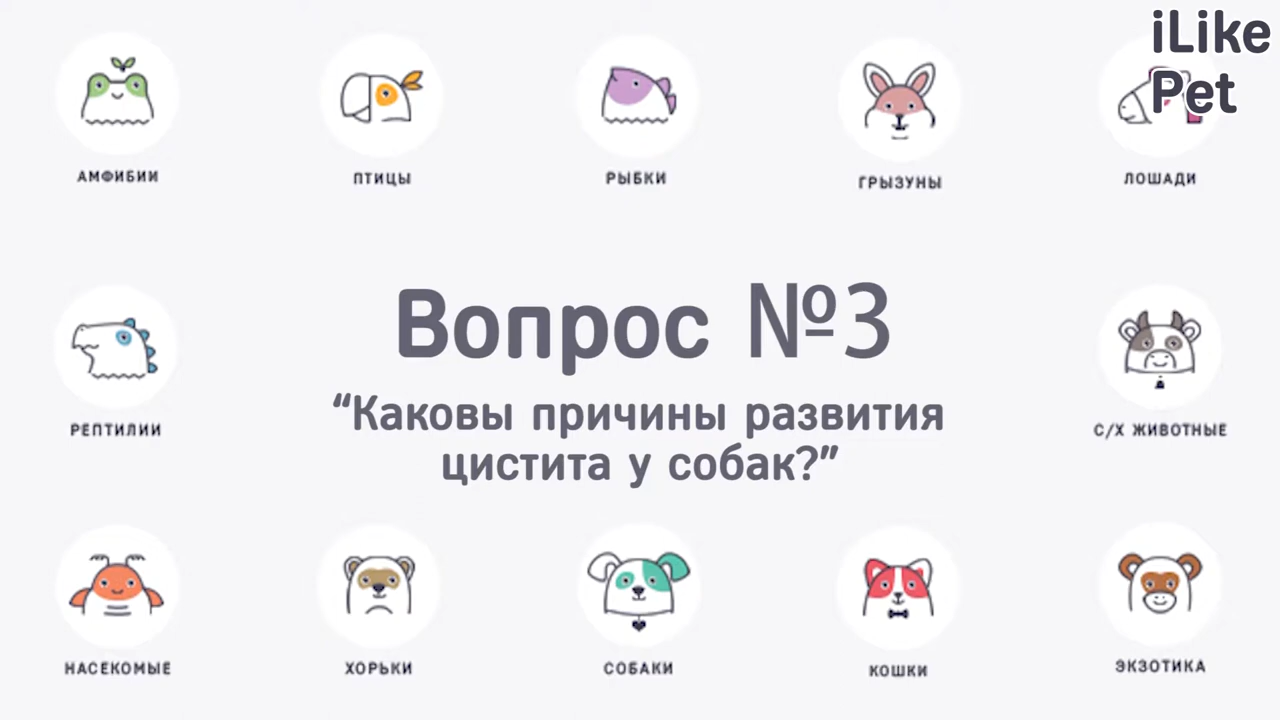 iLike
Pet
АМФИБИИ
ПТИЦЫ
РЫБКИ
ГРЫЗУНЫ
ЛОШАДИ
Вопрос №3
“Каковы причины развития
цистита у собак?”
РЕПТИЛИИ
С/Х ЖИВОТНЫЕ
НАСЕКОМЫЕ
ХОРЬКИ
СОБАКИ
КОШКИ
ЭКЗОТИКА